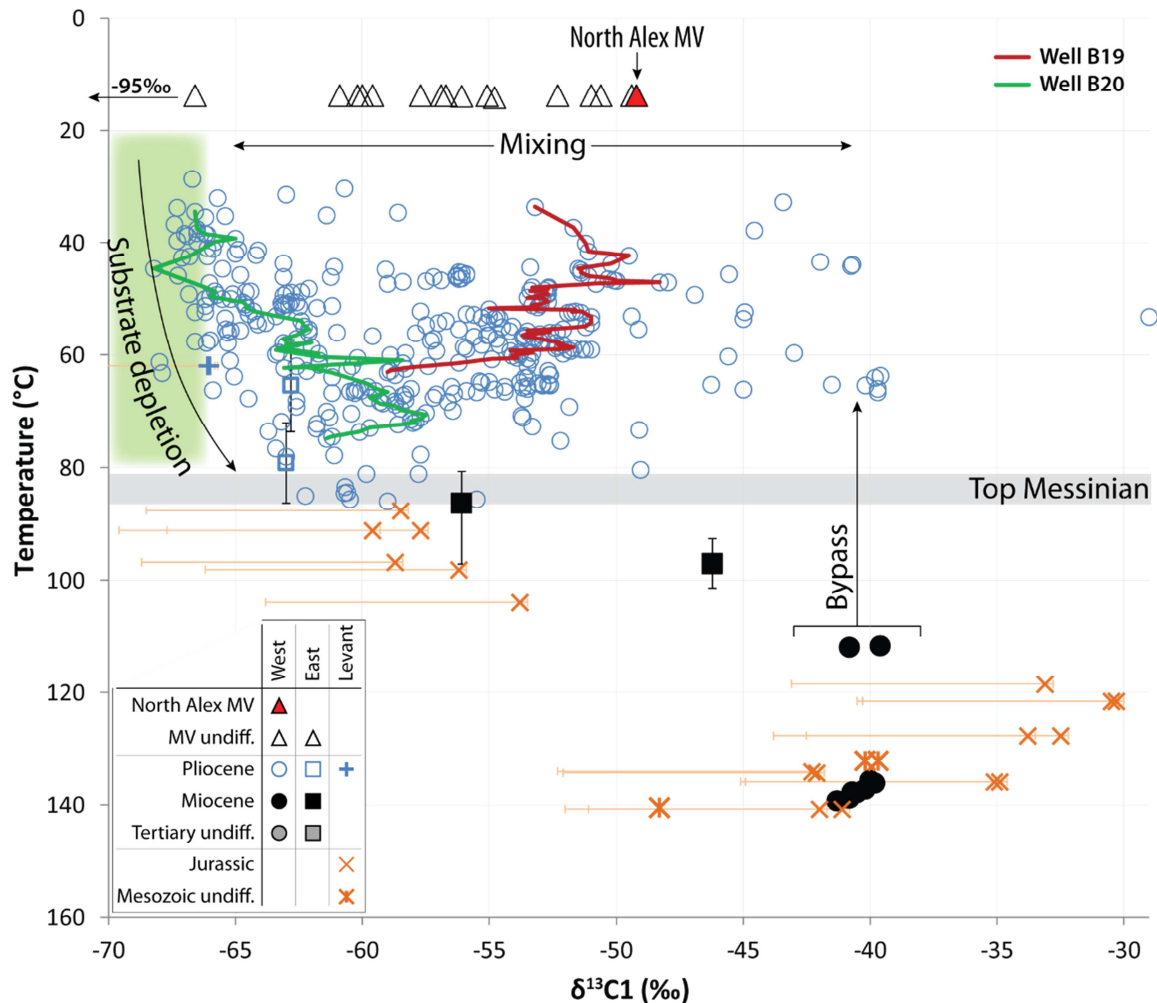 North Alex MV
Well B19
Well B20
-95‰
Mixing
Substrate depletion
Top Messinian
Bypass
West
East
Levant
North Alex MV
MV undiff.
Pliocene
Miocene
Tertiary undiff.
Jurassic
Mesozoic undiff.
Temperature (°C)
0
20
40
60
80
100
120
140
160
-70
-65
-60
-55
-50
-45
-40
-35
-30
δ¹³C1 (‰)